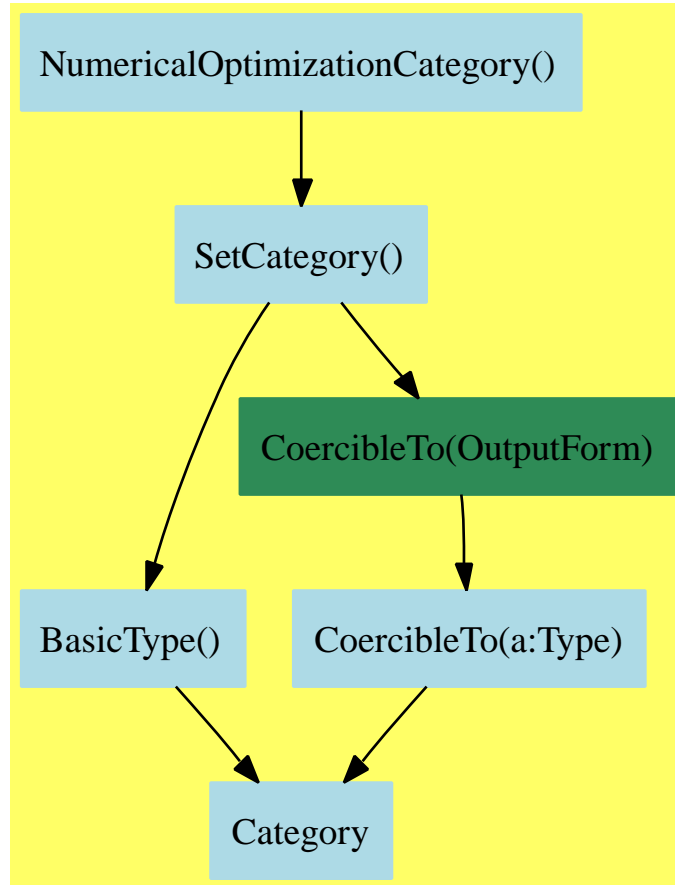 NumericalOptimizationCategory()
SetCategory()
CoercibleTo(OutputForm)
BasicType()
CoercibleTo(a:Type)
Category